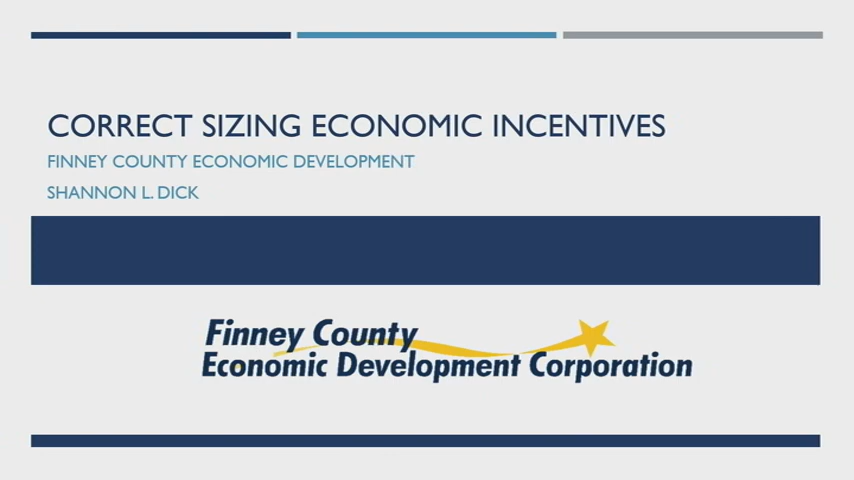 CORRECT SIZING ECONOMIC INCENTIVES
FINNEY COUNTY ECONOMIC DEVELOPMENT
SHANNON L. DICK
Finney County
Economic Development Corporation